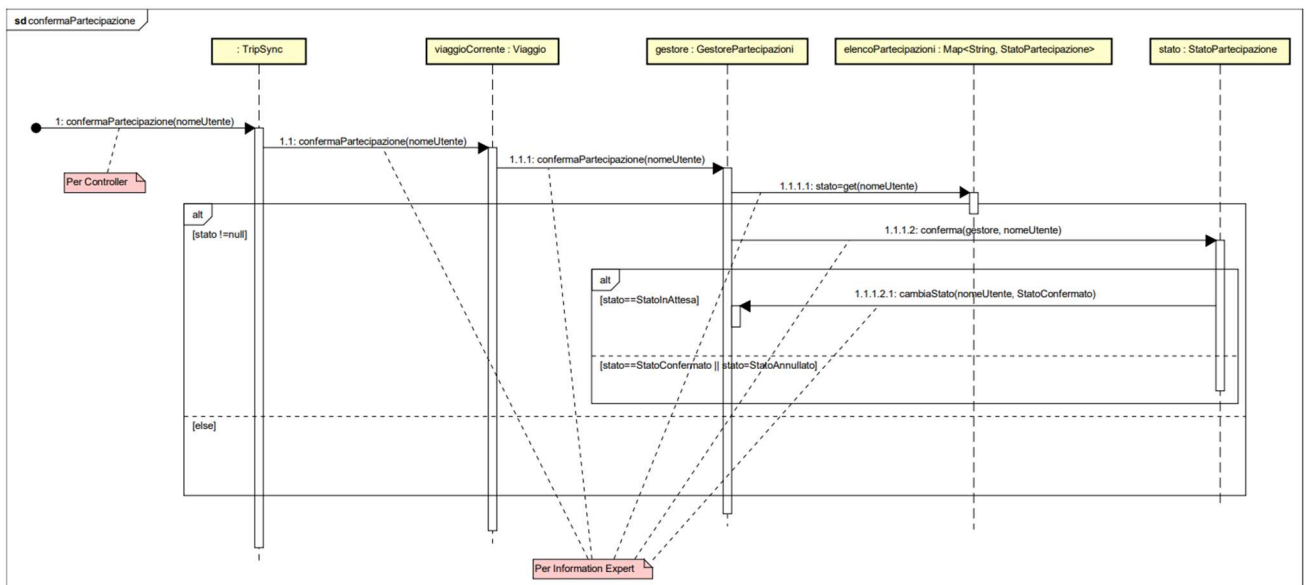 sd confermaPartecipazione
: TripSync
viaggioCorrente : Viaggio
gestore : GestorePartecipazioni
elencoPartecipazioni : Map<String, StatoPartecipazione>
stato : StatoPartecipazione
1: confermaPartecipazione(nomeUtente)
1.1: confermaPartecipazione(nomeUtente)
1.1.1: confermaPartecipazione(nomeUtente)
Per Controller
1.1.1.1: stato=get(nomeUtente)
alt
[stato !=null]
1.1.1.2: conferma(gestore, nomeUtente)
alt
[stato==StatoInAttesa]
1.1.1.2.1: cambiaStato(nomeUtente, StatoConfermato)
[stato==StatoConfermato || stato=StatoAnnullato]
[else]
Per Information Expert